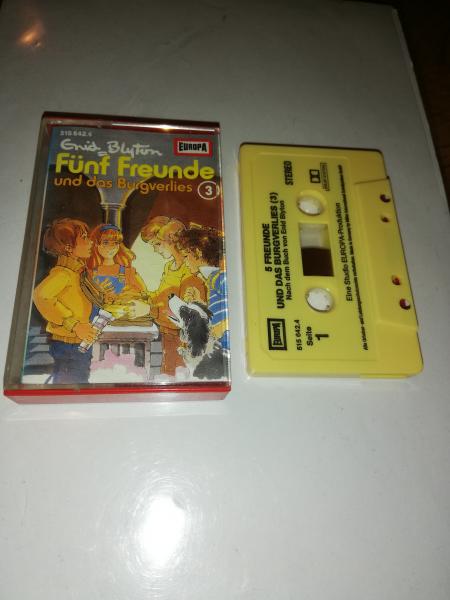 515 642.4
EUROPA
Enid Blyton
Fünf Freunde
und das Burgverlies 3
STEREO
5 FREUNDE
UND DAS BURGVERLIES (3)
Nach dem Buch von Enid Blyton
Eine Studio EUROPA-Produktion
EUROPA
515 642.4
Seite
1